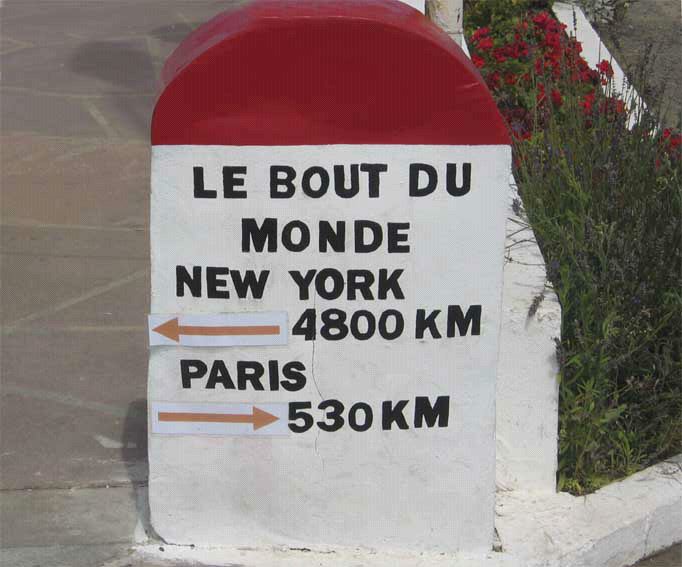 LE BOUT DU
MONDE
NEW YORK
4800 KM
PARIS
530 KM